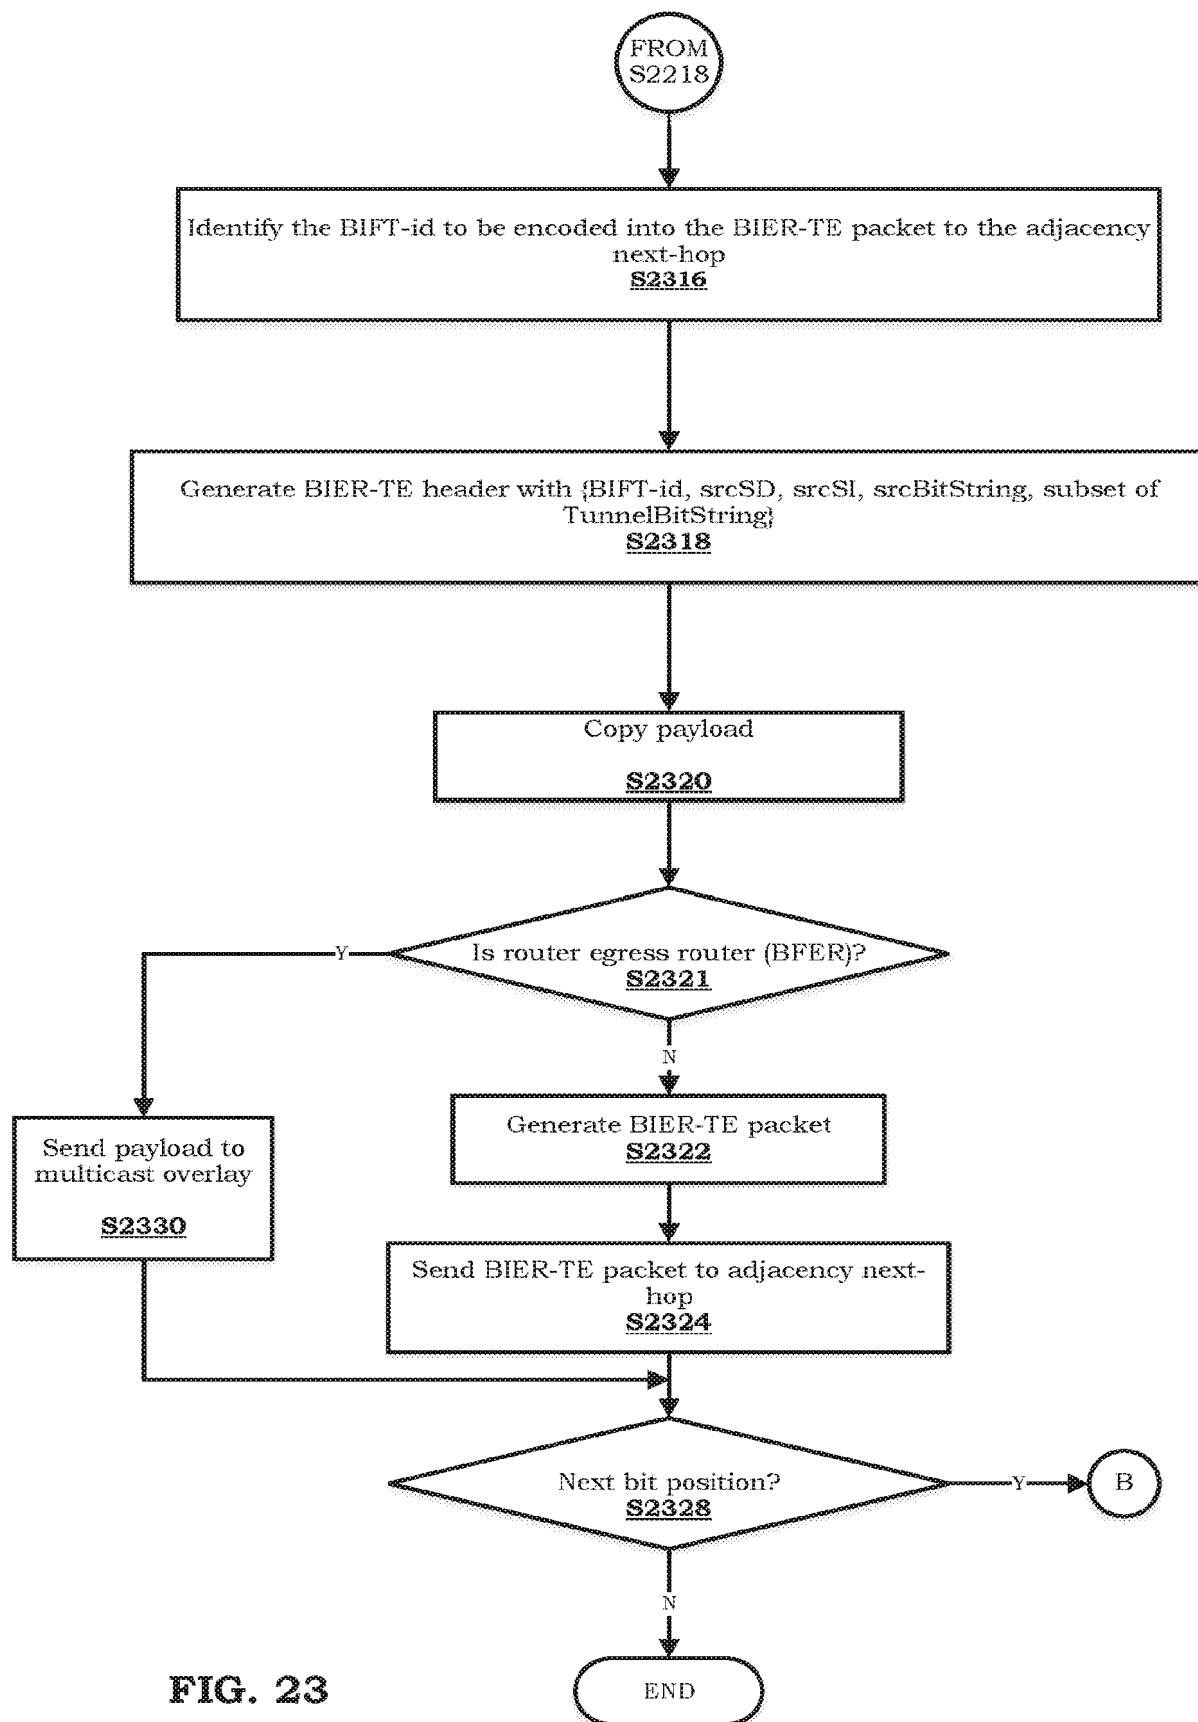 FROM
S2218
Identify the BIFT-id to be encoded into the BIER-TE packet to the adjacency
next-hop
S2316
Generate BIER-TE header with {BIFT-id, srcSD, srcSI, srcBitString, subset of
TunnelBitString}
S2318
Copy payload
S2320
Is router egress router (BFER)?
S2321
Y
N
Generate BIER-TE packet
S2322
Send payload to
multicast overlay
S2330
Send BIER-TE packet to adjacency next-
hop
S2324
Next bit position?
S2328
Y
B
N
END
FIG. 23